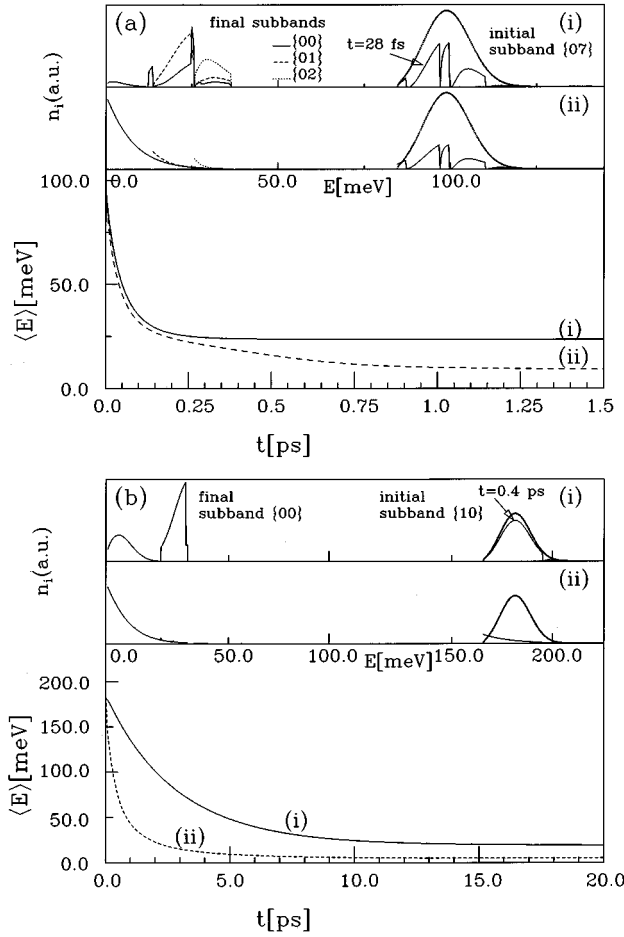 (a)
final subbands
{00}
{01}
{02}
t=28 fs
initial
subband {07}
(i)
n_i(a.u.)
(ii)
0.0 50.0 100.0
E[meV]
100.0
50.0
0.0
⟨E⟩[meV]
(i)
(ii)
0.0 0.25 0.5 0.75 1.0 1.25 1.5
t[ps]
(b)
final
subband {00}
initial
subband {10}
t=0.4 ps
(i)
n_i(a.u.)
(ii)
0.0 50.0 100.0 150.0 200.0
E[meV]
200.0
150.0
100.0
50.0
0.0
⟨E⟩[meV]
(i)
(ii)
0.0 5.0 10.0 15.0 20.0
t[ps]